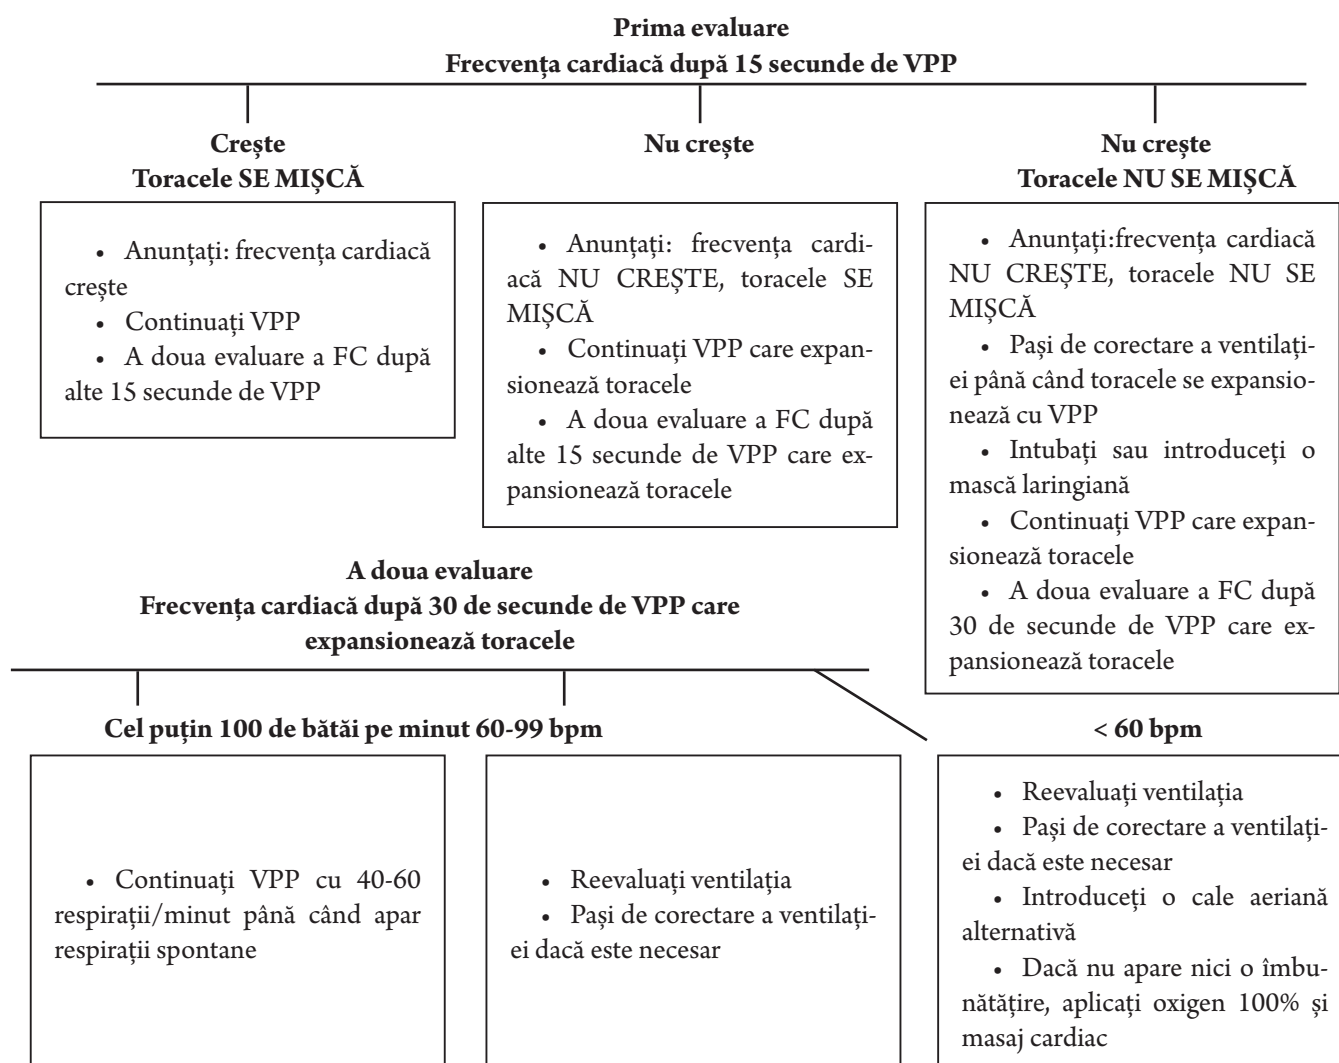 Prima evaluare
Frecvența cardiacă după 15 secunde de VPP
Crește
Toracele SE MIȘCĂ
• Anunțați: frecvența cardiacă
crește
• Continuați VPP
• A doua evaluare a FC după
alte 15 secunde de VPP
Nu crește
• Anunțați: frecvența cardi-
acă NU CREȘTE, toracele SE
MIȘCĂ
• Continuați VPP care expan-
sionează toracele
• A doua evaluare a FC după
alte 15 secunde de VPP care ex-
pansionează toracele
Nu crește
Toracele NU SE MIȘCĂ
• Anunțați:frecvența cardiacă
NU CREȘTE, toracele NU SE
MIȘCĂ
• Pași de corectare a ventilați-
ei până când toracele se expansio-
nează cu VPP
• Intubați sau introduceți o
mască laringiană
• Continuați VPP care expan-
sionează toracele
• A doua evaluare a FC după
30 de secunde de VPP care ex-
pansionează toracele
A doua evaluare
Frecvența cardiacă după 30 de secunde de VPP care
expansionează toracele
Cel puțin 100 de bătăi pe minut 60-99 bpm
< 60 bpm
• Continuați VPP cu 40-60
respirații/minut până când apar
respirații spontane
• Reevaluați ventilația
• Pași de corectare a ventilați-
ei dacă este necesar
• Reevaluați ventilația
• Pași de corectare a ventilați-
ei dacă este necesar
• Introduceți o cale aeriană
alternativă
• Dacă nu apare nici o îmbu-
nătățire, aplicați oxigen 100% și
masaj cardiac